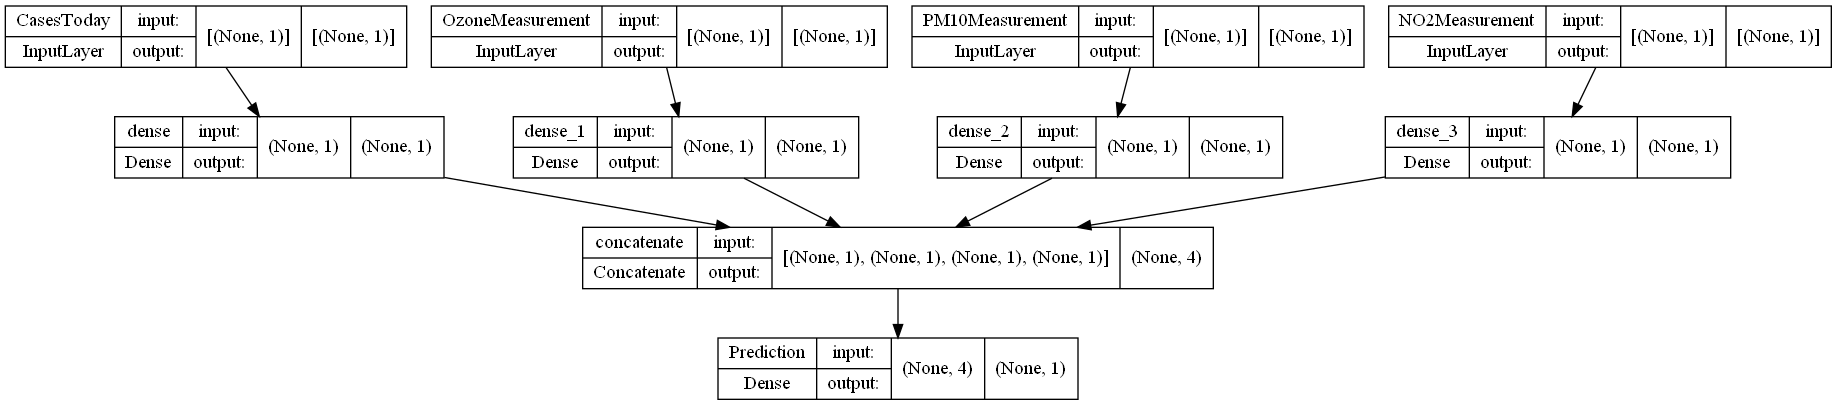 CasesToday input: [(None, 1)] [(None, 1)]
InputLayer output:
OzoneMeasurement input: [(None, 1)] [(None, 1)]
InputLayer output:
PM10Measurement input: [(None, 1)] [(None, 1)]
InputLayer output:
NO2Measurement input: [(None, 1)] [(None, 1)]
InputLayer output:
dense input: (None, 1) (None, 1)
Dense output:
dense_1 input: (None, 1) (None, 1)
Dense output:
dense_2 input: (None, 1) (None, 1)
Dense output:
dense_3 input: (None, 1) (None, 1)
Dense output:
concatenate input: [(None, 1), (None, 1), (None, 1), (None, 1)] (None, 4)
Concatenate output:
Prediction input: (None, 4) (None, 1)
Dense output: